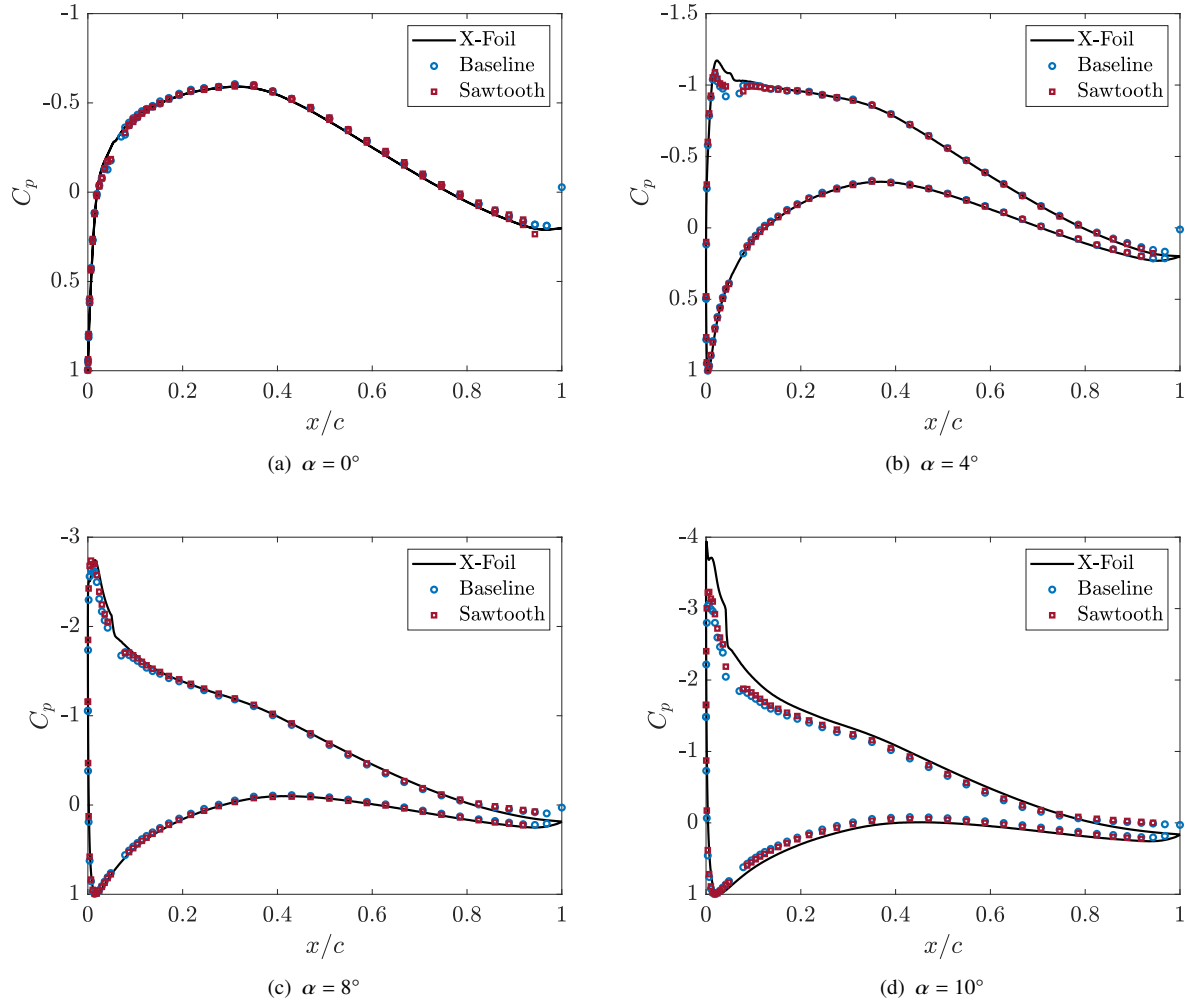 -1
-0.5
0
0.5
1
C_p
0 0.2 0.4 0.6 0.8 1
x/c
X-Foil
Baseline
Sawtooth
(a) α = 0°
-1.5
-1
-0.5
0
0.5
1
C_p
0 0.2 0.4 0.6 0.8 1
x/c
X-Foil
Baseline
Sawtooth
(b) α = 4°
-3
-2
-1
0
1
C_p
0 0.2 0.4 0.6 0.8 1
x/c
X-Foil
Baseline
Sawtooth
(c) α = 8°
-4
-3
-2
-1
0
1
C_p
0 0.2 0.4 0.6 0.8 1
x/c
X-Foil
Baseline
Sawtooth
(d) α = 10°